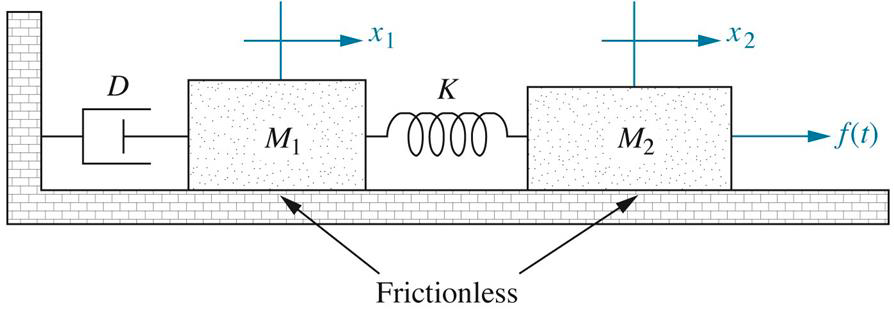 x₁
x₂
D
K
M₁
M₂
f(t)
Frictionless